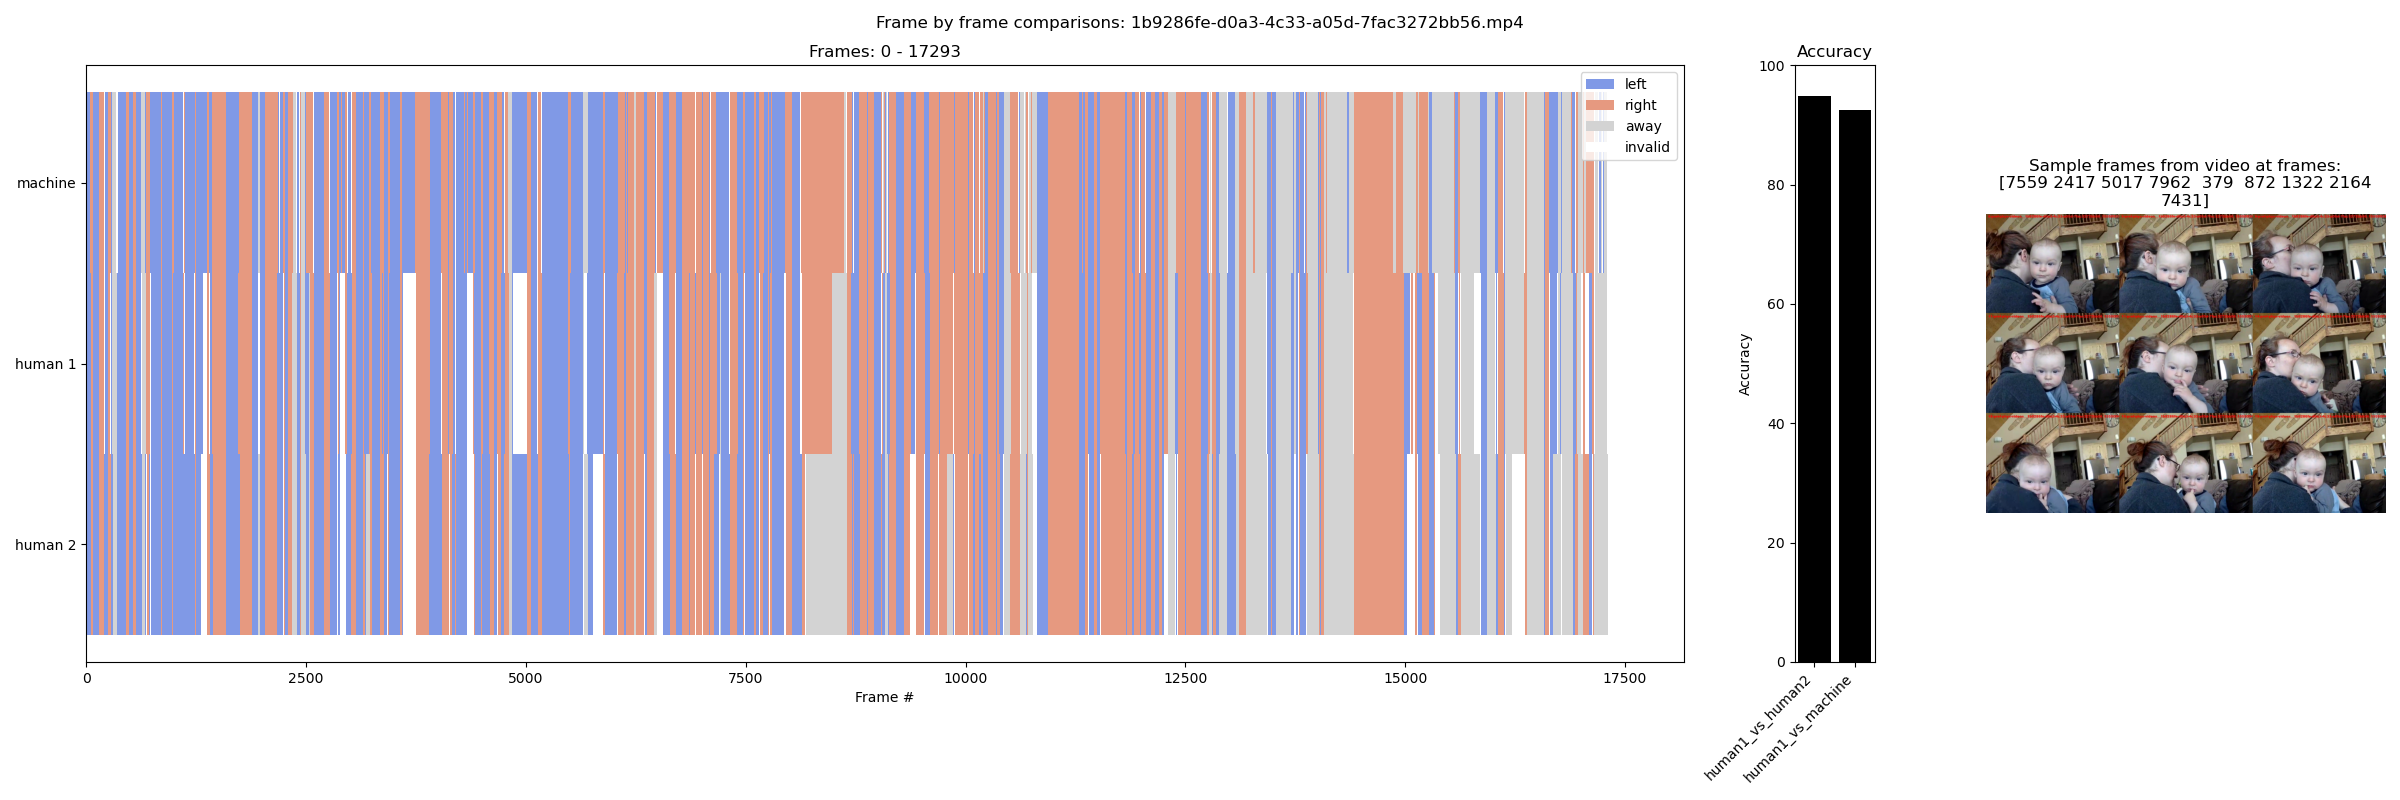 Frame by frame comparisons: 1b9286fe-d0a3-4c33-a05d-7fac3272bb56.mp4
Frames: 0 - 17293
left
right
away
invalid
machine
human 1
human 2
0
2500
5000
7500
10000
12500
15000
17500
Frame #
Accuracy
100
80
60
40
20
0
Accuracy
human1_vs_human2
human1_vs_machine
Sample frames from video at frames:
[7559 2417 5017 7962  379  872 1322 2164
7431]